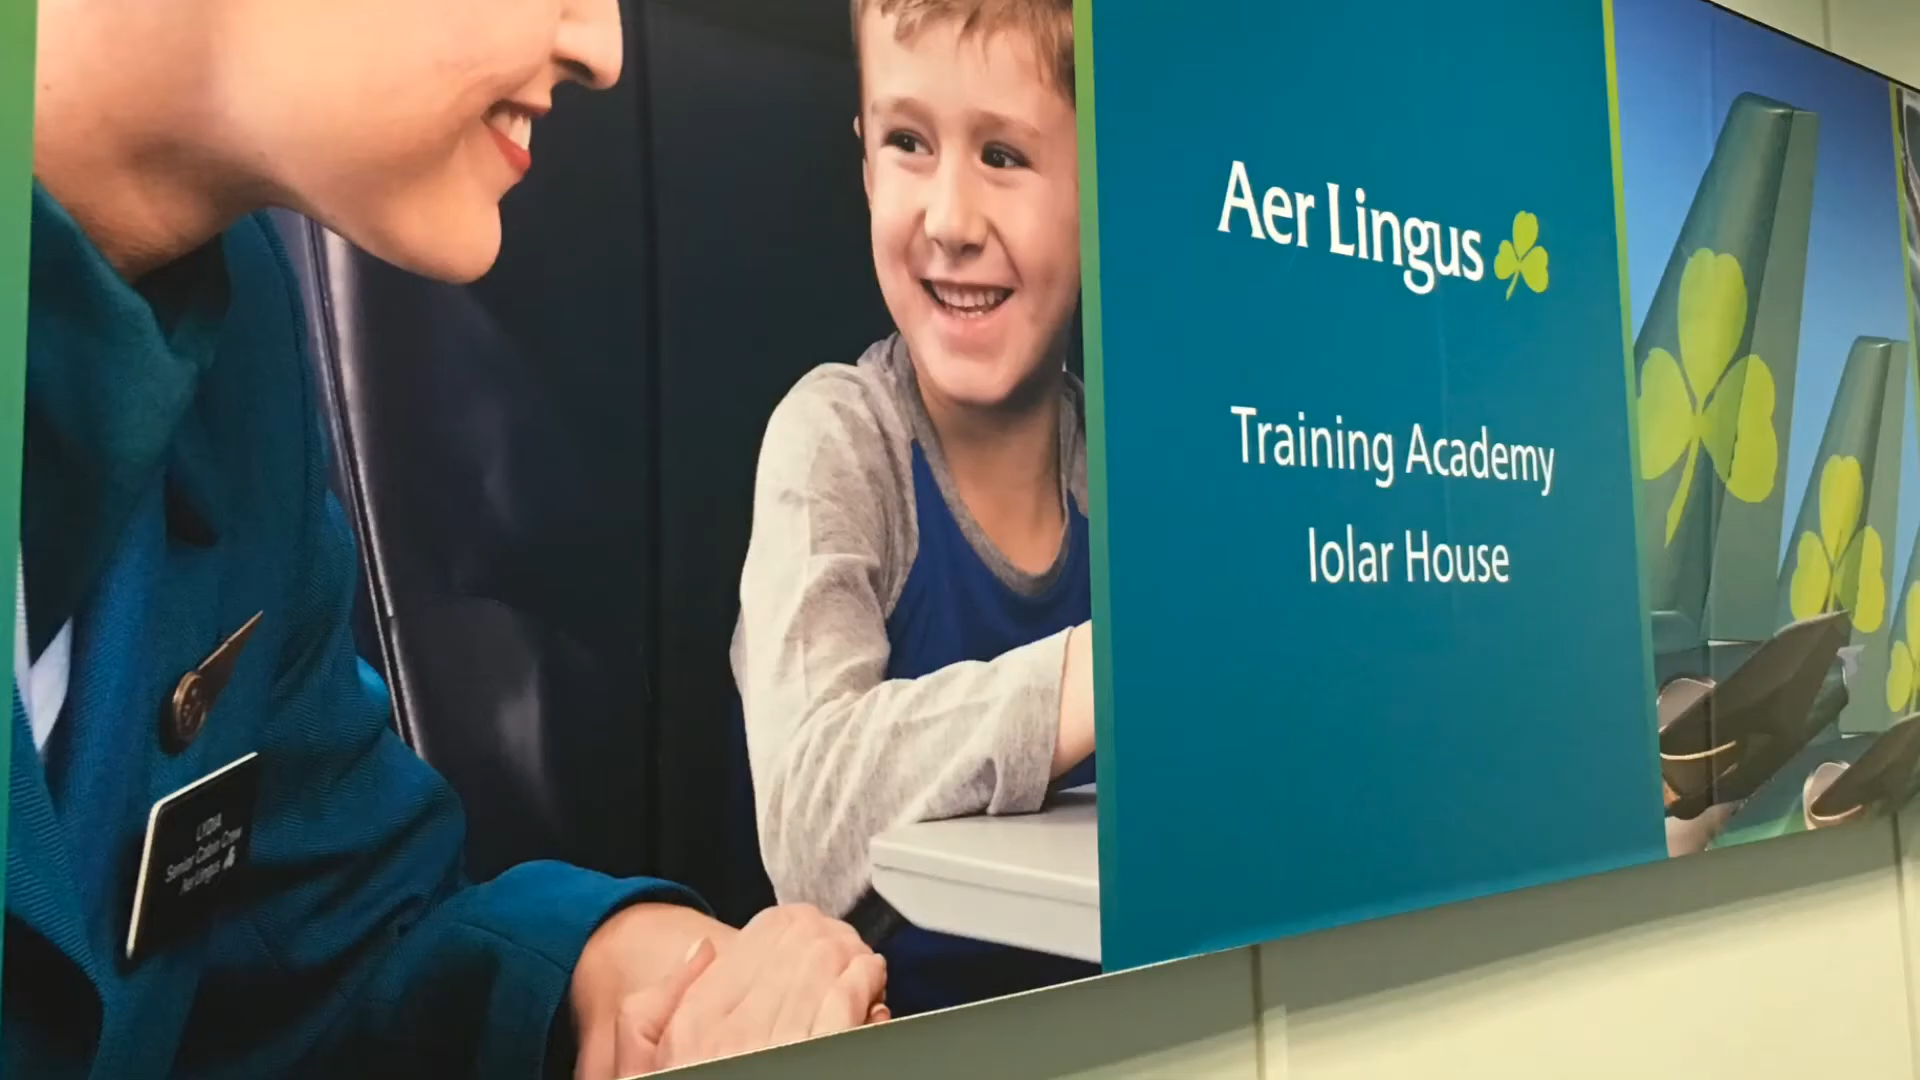 LYDIA
Senior Cabin Crew
Aer Lingus
Aer Lingus
Training Academy
Iolar House